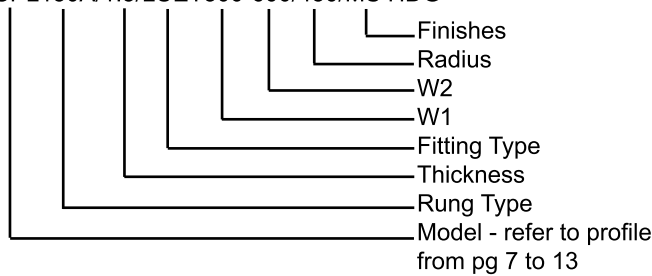 Finishes
Radius
W2
W1
Fitting Type
Thickness
Rung Type
Model - refer to profile
from pg 7 to 13